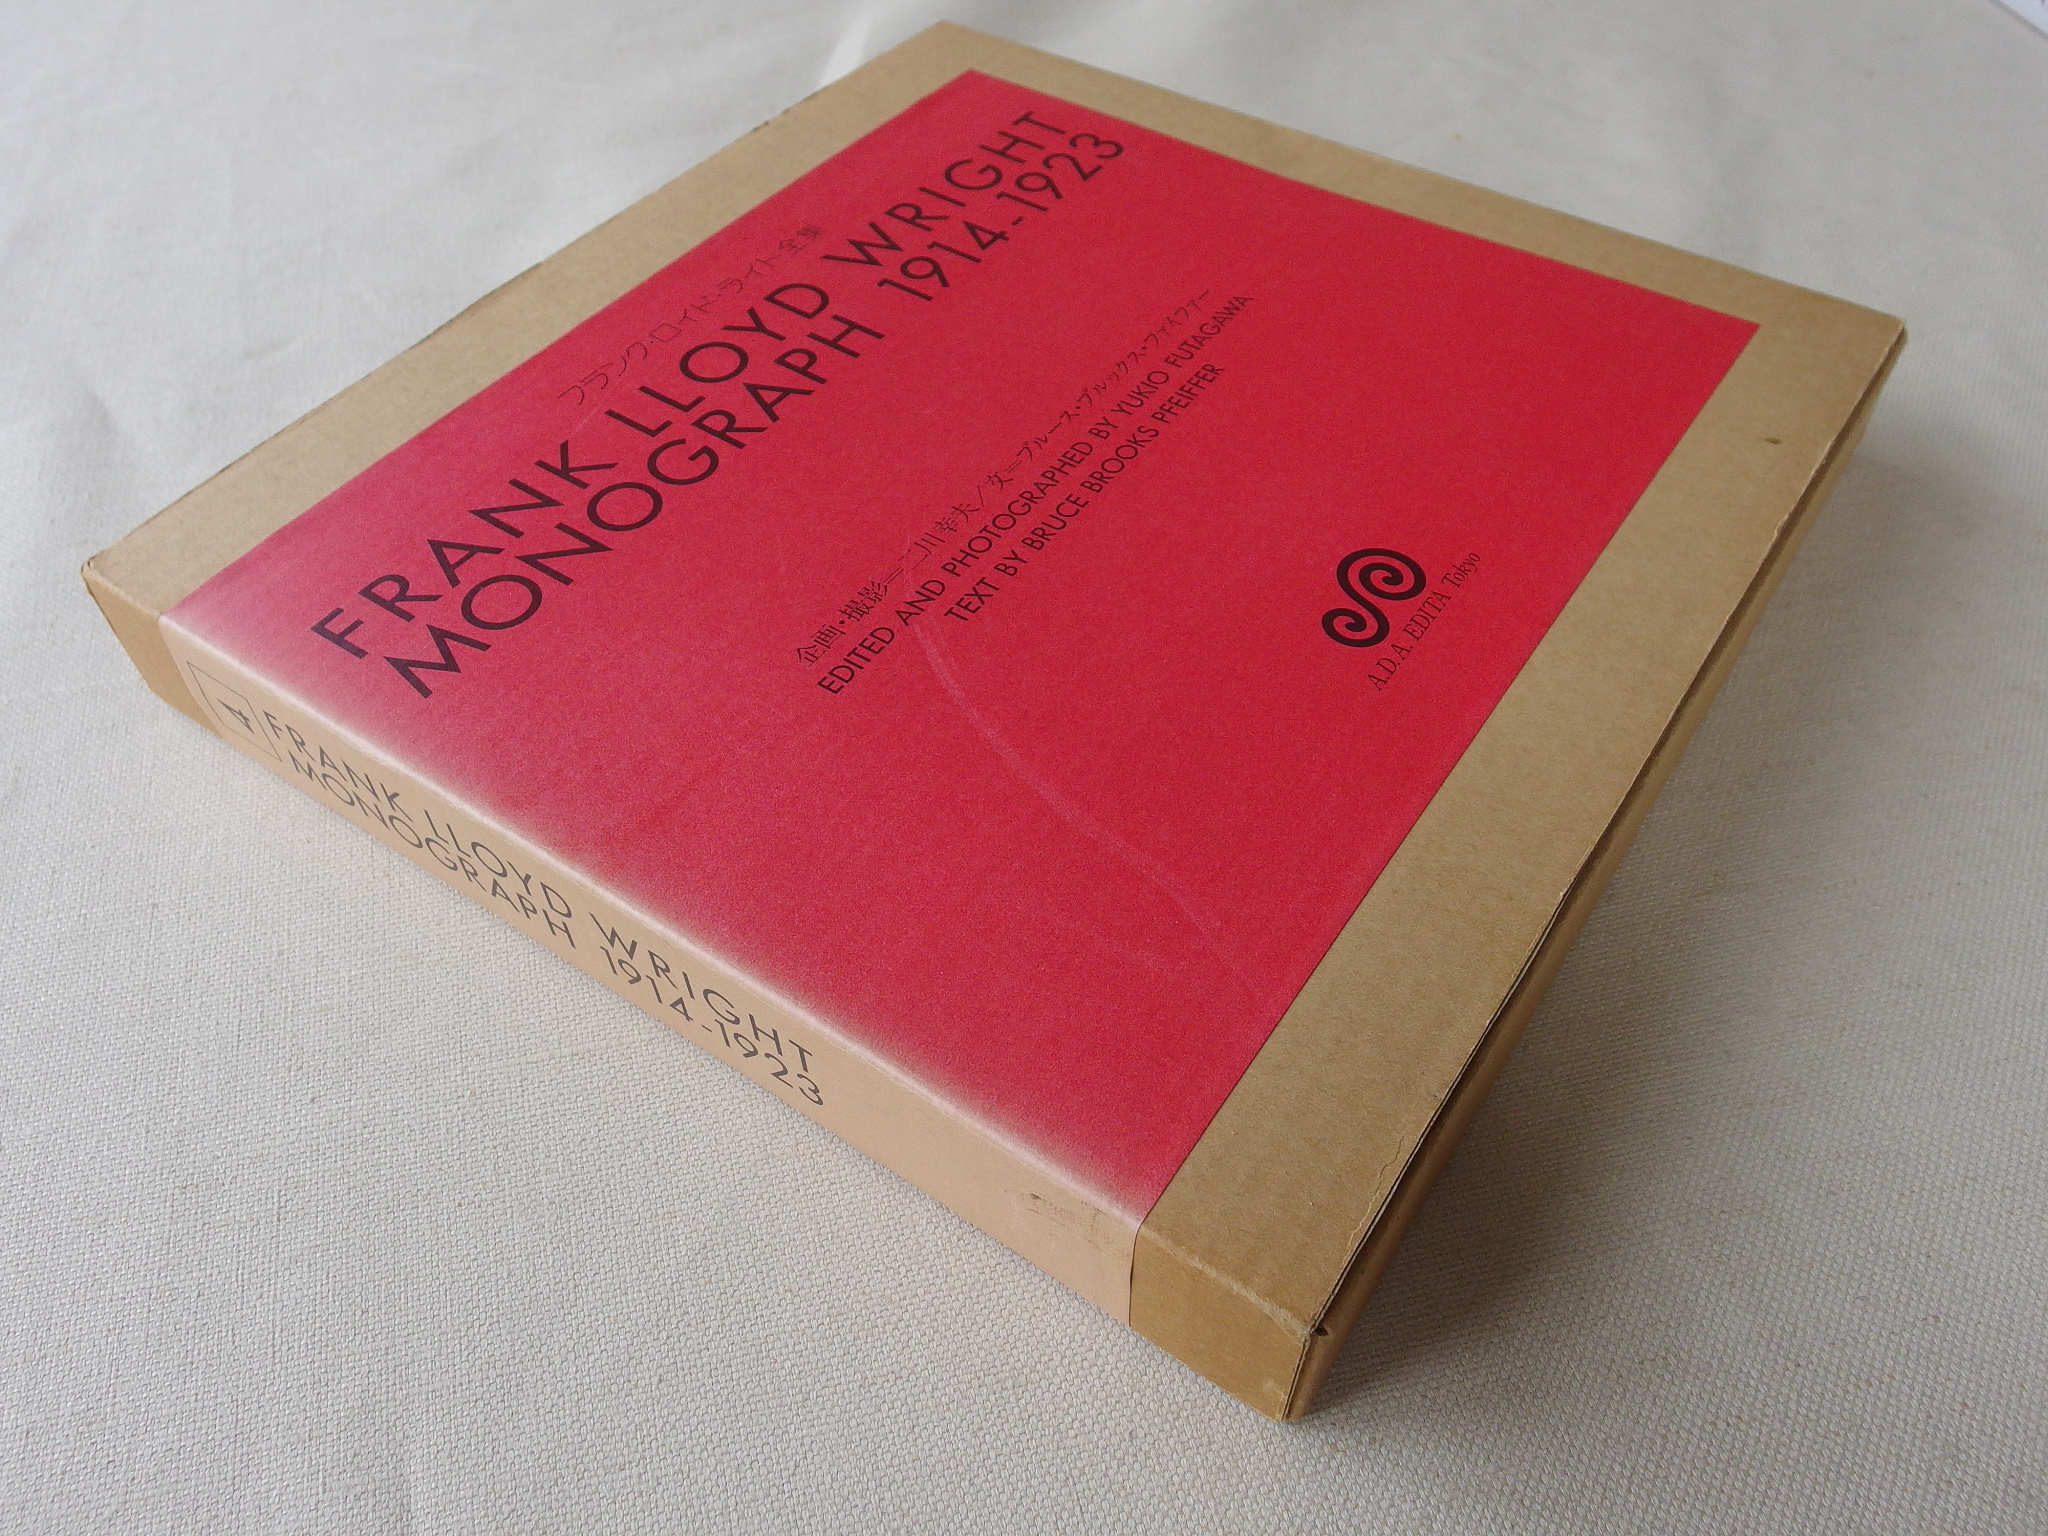 フランク・ロイド・ライト全集
FRANK LLOYD WRIGHT
MONOGRAPH 1914-1923
企画・撮影＝二川幸夫／文＝ブルース・ブルックス・ファイファー
EDITED AND PHOTOGRAPHED BY YUKIO FUTAGAWA
TEXT BY BRUCE BROOKS PFEIFFER
A.D.A. EDITA Tokyo
4
FRANK LLOYD WRIGHT
MONOGRAPH 1914-1923